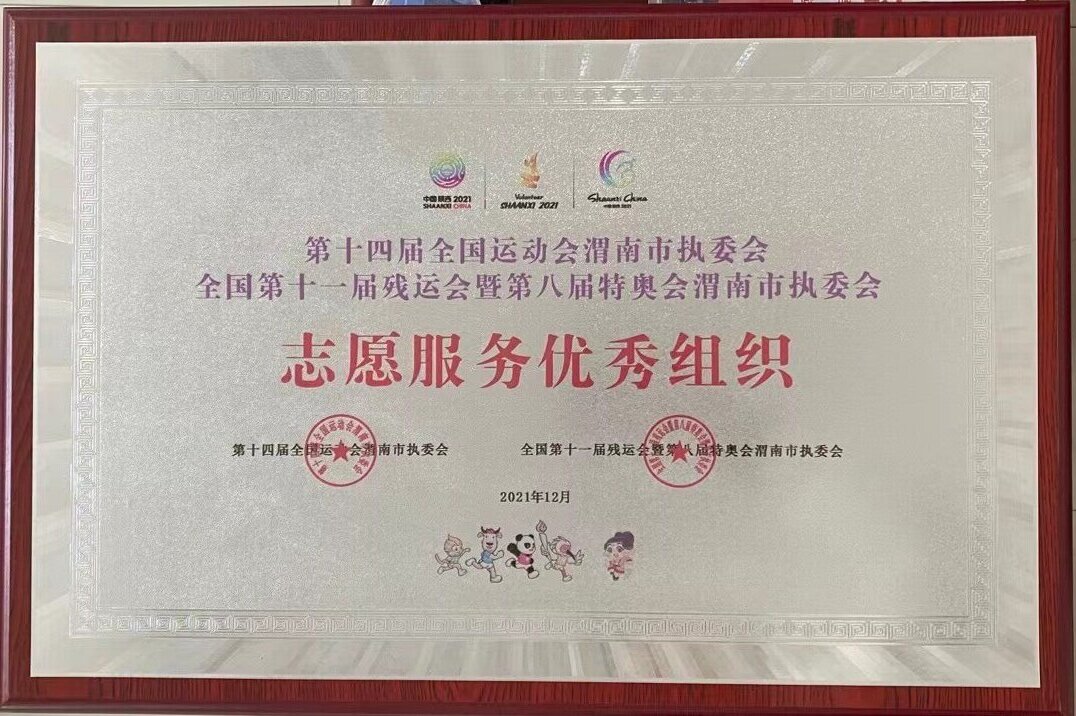 中国陕西 2021
SHAANXI CHINA
Volunteer
SHAANXI 2021
Shaanxi China
中国陕西 2021
第十四届全国运动会渭南市执委会
全国第十一届残运会暨第八届特奥会渭南市执委会
志愿服务优秀组织
第十四届全国运动会渭南市执委会
全国第十一届残运会暨第八届特奥会渭南市执委会
2021年12月